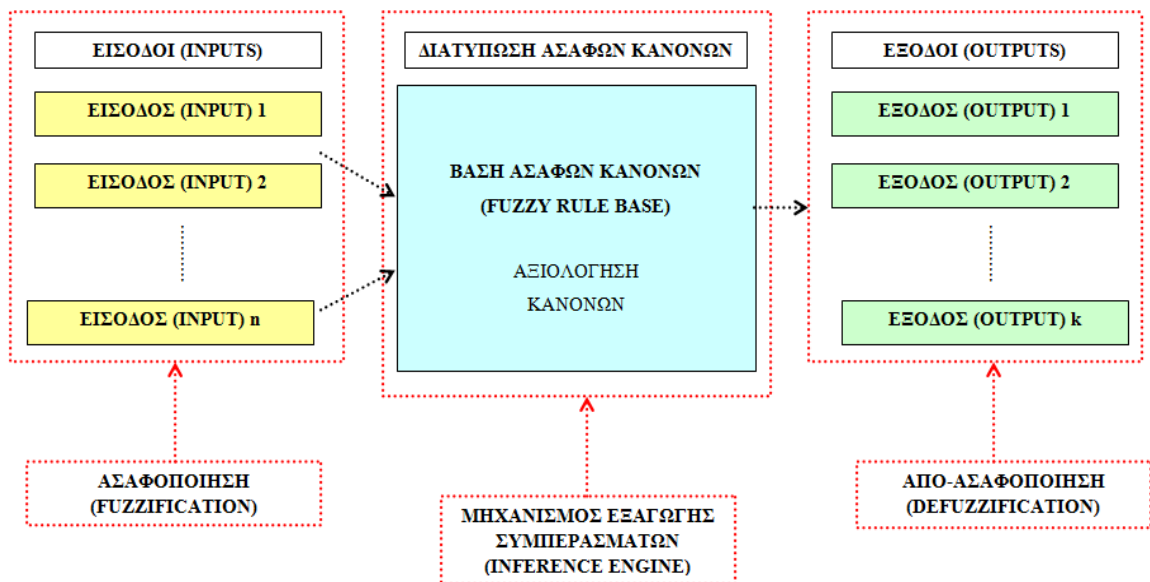 ΕΙΣΟΔΟΙ (INPUTS)
ΕΙΣΟΔΟΣ (INPUT) 1
ΕΙΣΟΔΟΣ (INPUT) 2
ΕΙΣΟΔΟΣ (INPUT) n
ΑΣΑΦΟΠΟΙΗΣΗ
(FUZZIFICATION)
ΔΙΑΤΥΠΩΣΗ ΑΣΑΦΩΝ ΚΑΝΟΝΩΝ
ΒΑΣΗ ΑΣΑΦΩΝ ΚΑΝΟΝΩΝ
(FUZZY RULE BASE)
ΑΞΙΟΛΟΓΗΣΗ
ΚΑΝΟΝΩΝ
ΜΗΧΑΝΙΣΜΟΣ ΕΞΑΓΩΓΗΣ
ΣΥΜΠΕΡΑΣΜΑΤΩΝ
(INFERENCE ENGINE)
ΕΞΟΔΟΙ (OUTPUTS)
ΕΞΟΔΟΣ (OUTPUT) 1
ΕΞΟΔΟΣ (OUTPUT) 2
ΕΞΟΔΟΣ (OUTPUT) k
ΑΠΟ-ΑΣΑΦΟΠΟΙΗΣΗ
(DEFUZZIFICATION)